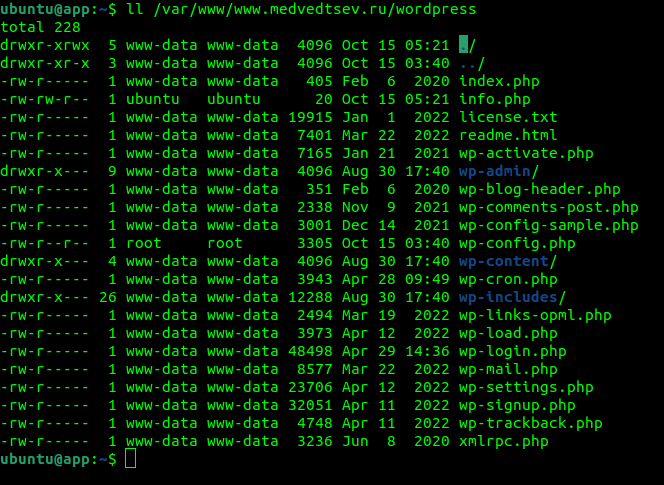 ubuntu@app:~$ ll /var/www/www.medvedtsev.ru/wordpress
total 228
drwxr-xrwx  5 www-data www-data  4096 Oct 15 05:21 ./
drwxr-xr-x  3 www-data www-data  4096 Oct 15 03:40 ../
-rw-r-----  1 www-data www-data   405 Feb  6  2020 index.php
-rw-rw-r--  1 ubuntu   ubuntu      20 Oct 15 05:21 info.php
-rw-r-----  1 www-data www-data 19915 Jan  1  2022 license.txt
-rw-r-----  1 www-data www-data  7401 Mar 22  2022 readme.html
-rw-r-----  1 www-data www-data  7165 Jan 21  2021 wp-activate.php
drwxr-x---  9 www-data www-data  4096 Aug 30 17:40 wp-admin/
-rw-r-----  1 www-data www-data   351 Feb  6  2020 wp-blog-header.php
-rw-r-----  1 www-data www-data  2338 Nov  9  2021 wp-comments-post.php
-rw-r-----  1 www-data www-data  3001 Dec 14  2021 wp-config-sample.php
-rw-r--r--  1 root     root      3305 Oct 15 03:40 wp-config.php
drwxr-x---  4 www-data www-data  4096 Aug 30 17:40 wp-content/
-rw-r-----  1 www-data www-data  3943 Apr 28 09:49 wp-cron.php
drwxr-x--- 26 www-data www-data 12288 Aug 30 17:40 wp-includes/
-rw-r-----  1 www-data www-data  2494 Mar 19  2022 wp-links-opml.php
-rw-r-----  1 www-data www-data  3973 Apr 12  2022 wp-load.php
-rw-r-----  1 www-data www-data 48498 Apr 29 14:36 wp-login.php
-rw-r-----  1 www-data www-data  8577 Mar 22  2022 wp-mail.php
-rw-r-----  1 www-data www-data 23706 Apr 12  2022 wp-settings.php
-rw-r-----  1 www-data www-data 32051 Apr 11  2022 wp-signup.php
-rw-r-----  1 www-data www-data  4748 Apr 11  2022 wp-trackback.php
-rw-r-----  1 www-data www-data  3236 Jun  8  2020 xmlrpc.php
ubuntu@app:~$